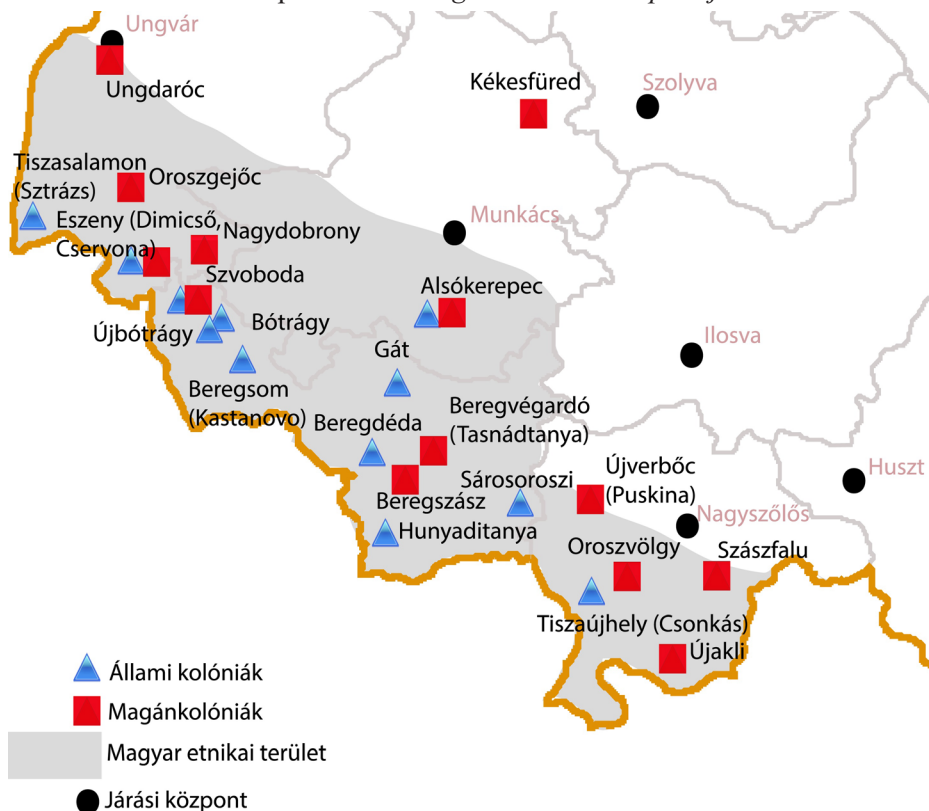 Ungvár
Ungdaróc
Kékesfüred
Szolyva
Tiszasalamon
(Sztrázs)
Oroszgejőc
Munkács
Eszeny (Dimicső,
Cservona)
Nagydobrony
Szvoboda
Alsókerepec
Újbótrágy
Bótrágy
Ilosva
Gát
Beregsom
(Kastanovo)
Beregdéda
Beregvégardó
(Tasnádtanya)
Sárosoroszi
Újverbőc
(Puskina)
Huszt
Beregszász
Nagyszőlős
Hunyaditanya
Oroszvölgy
Szászfalu
Tiszaújhely (Csonkás)
Újakli
Állami kolóniák
Magánkolóniák
Magyar etnikai terület
Járási központ